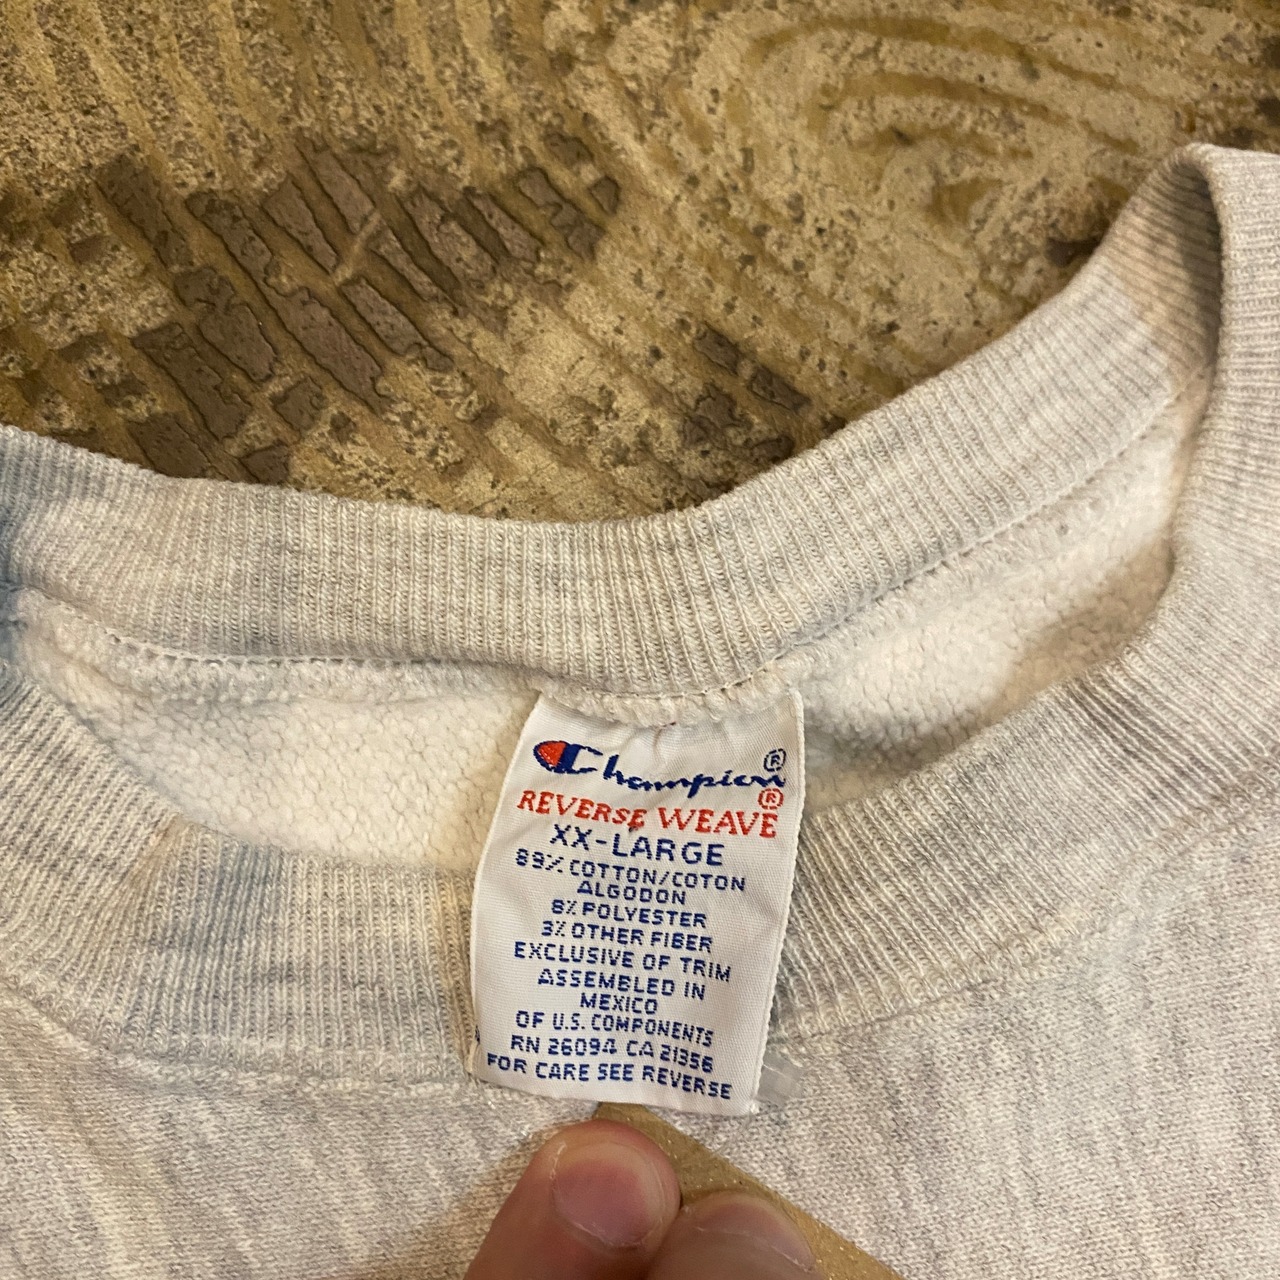 Champion®
REVERSE WEAVE®
XX-LARGE
89% COTTON/COTON
ALGODON
8% POLYESTER
3% OTHER FIBER
EXCLUSIVE OF TRIM
ASSEMBLED IN
MEXICO
OF U.S. COMPONENTS
RN 26094 CA 21356
FOR CARE SEE REVERSE